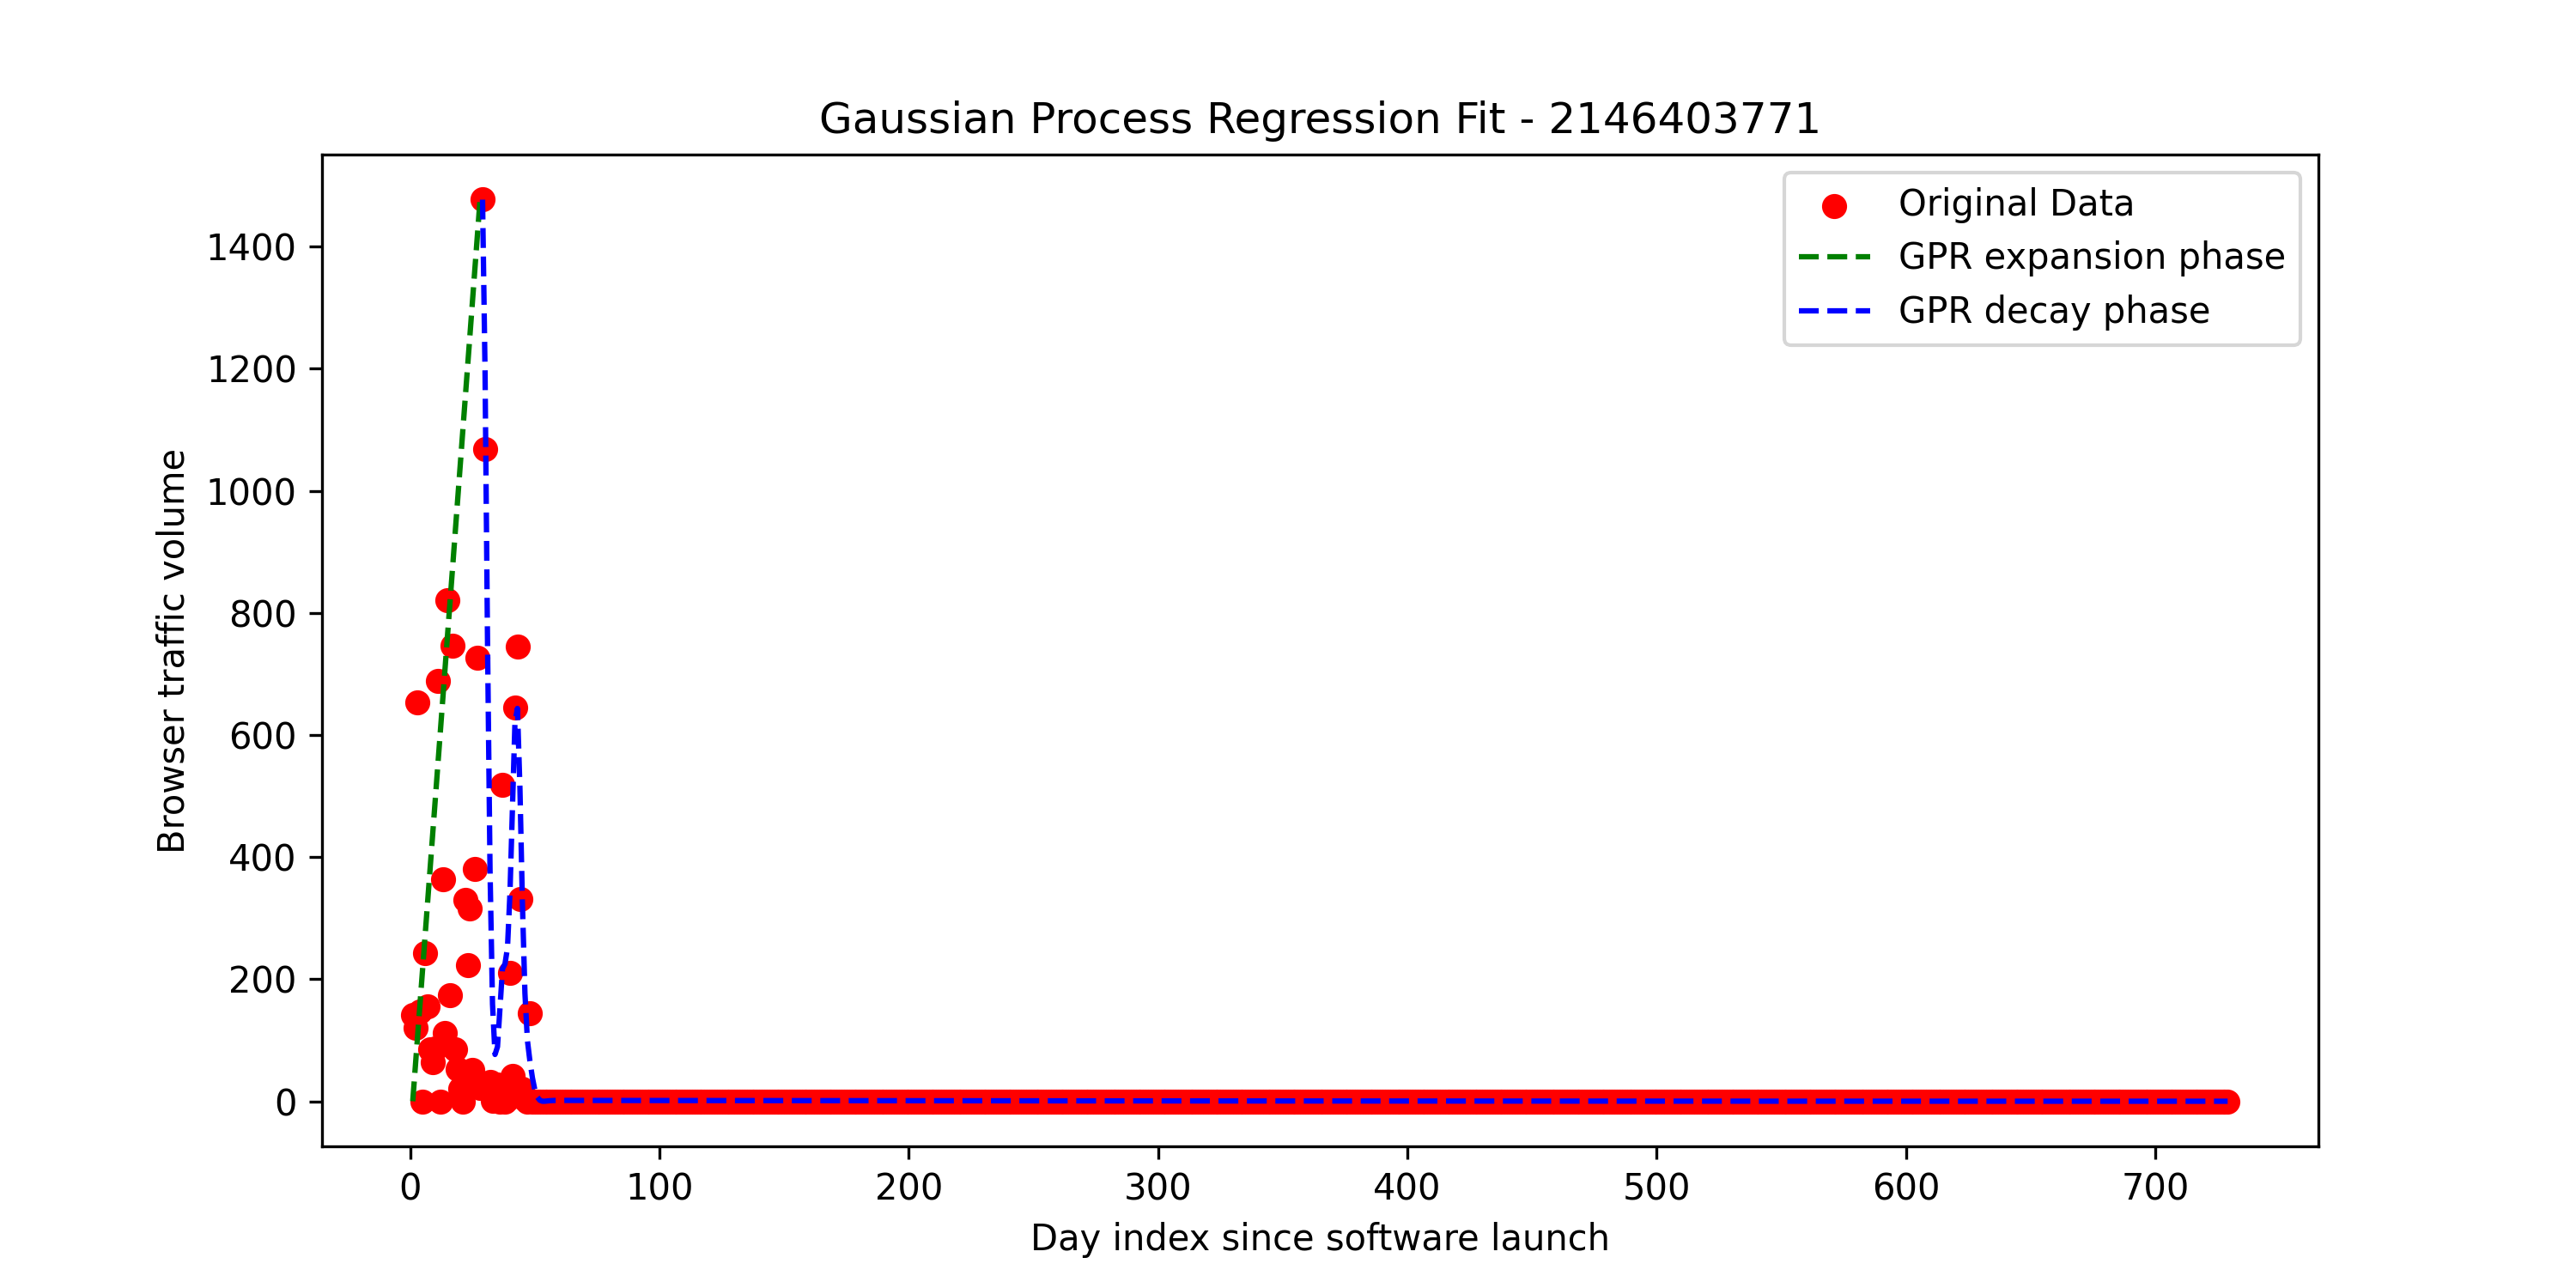 Gaussian Process Regression Fit - 2146403771
Original Data
GPR expansion phase
GPR decay phase
Browser traffic volume
1400
1200
1000
800
600
400
200
0
0 100 200 300 400 500 600 700
Day index since software launch